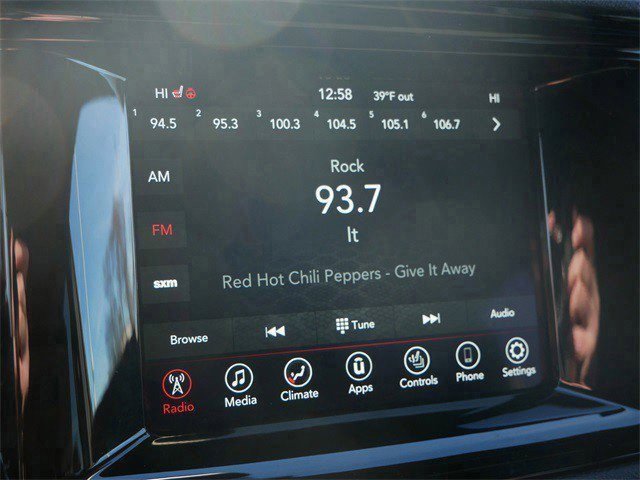 HI 12:58 39°F out HI
1 94.5 2 95.3 3 100.3 4 104.5 5 105.1 6 106.7
Rock
AM
93.7
FM
It
sxm
Red Hot Chili Peppers - Give It Away
Browse Tune Audio
Radio Media Climate Apps Controls Phone Settings